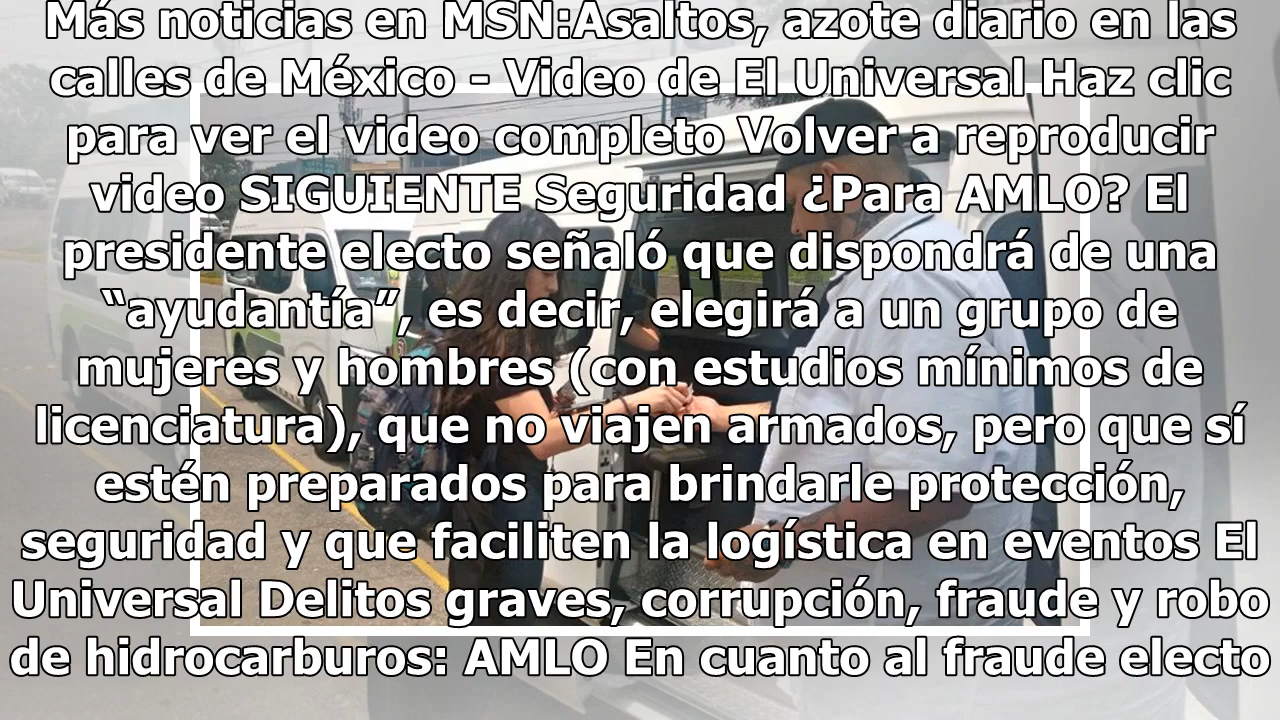 Más noticias en MSN:Asaltos, azote diario en las
calles de México - Video de El Universal Haz clic
para ver el video completo Volver a reproducir
video SIGUIENTE Seguridad ¿Para AMLO? El
presidente electo señaló que dispondrá de una
“ayudantía”, es decir, elegirá a un grupo de
mujeres y hombres (con estudios mínimos de
licenciatura), que no viajen armados, pero que sí
estén preparados para brindarle protección,
seguridad y que faciliten la logística en eventos El
Universal Delitos graves, corrupción, fraude y robo
de hidrocarburos: AMLO En cuanto al fraude electo